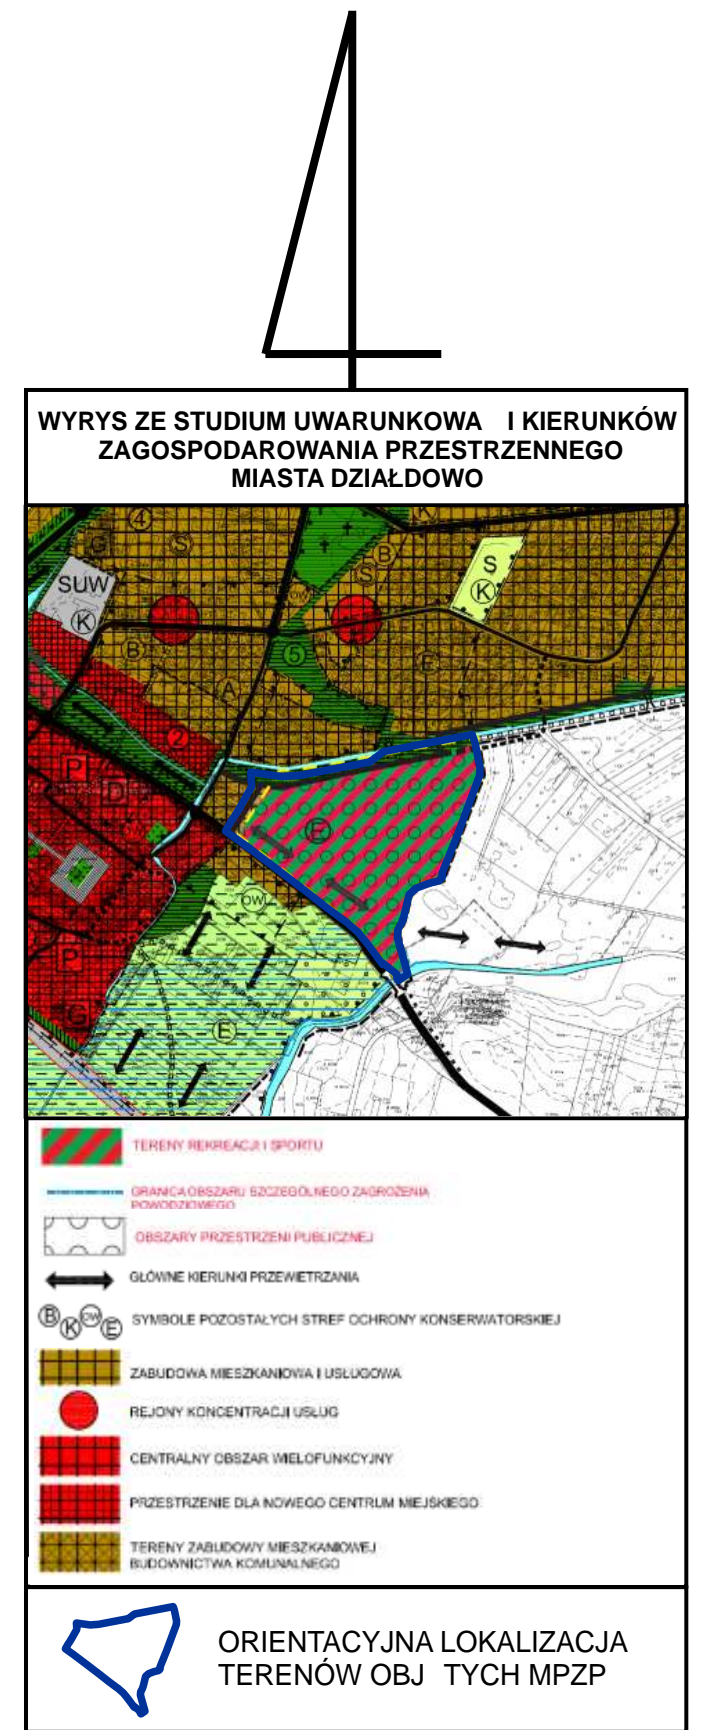 WYRYS ZE STUDIUM UWARUNKOWA   I KIERUNKÓW
ZAGOSPODAROWANIA PRZESTRZENNEGO
MIASTA DZIAŁDOWO
4
S
K
G
B
S
SUW
K
OW
S
K
B
5
E
A
2
P
D
OW
E
OW
P
G
E
TERENY REKREACJI I SPORTU
GRANICA OBSZARU SZCZEGÓLNEGO ZAGROŻENIA
POWODZIOWEGO
OBSZARY PRZESTRZENI PUBLICZNEJ
GŁÓWNE KIERUNKI PRZEWIETRZANIA
B K OW E SYMBOLE POZOSTAŁYCH STREF OCHRONY KONSERWATORSKIEJ
ZABUDOWA MIESZKANIOWA I USŁUGOWA
REJONY KONCENTRACJI USŁUG
CENTRALNY OBSZAR WIELOFUNKCYJNY
PRZESTRZENIE DLA NOWEGO CENTRUM MIEJSKIEGO
TERENY ZABUDOWY MIESZKANIOWEJ
BUDOWNICTWA KOMUNALNEGO
ORIENTACYJNA LOKALIZACJA
TERENÓW OBJ   TYCH MPZP